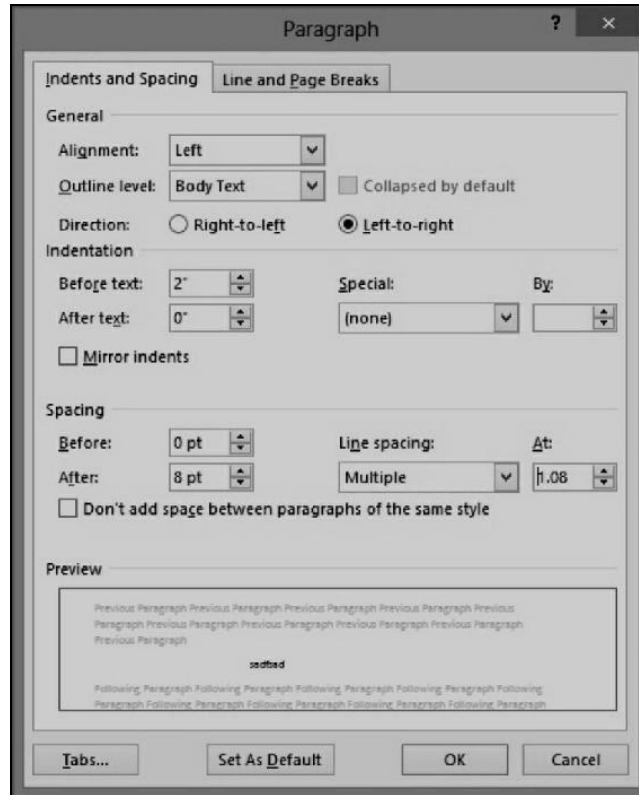 Paragraph ? ×
Indents and Spacing Line and Page Breaks
General
Alignment: Left
Outline level: Body Text Collapsed by default
Direction: Right-to-left Left-to-right
Indentation
Before text: 2" Special: By:
After text: 0" (none)
Mirror indents
Spacing
Before: 0 pt Line spacing: At:
After: 8 pt Multiple 1.08
Don't add space between paragraphs of the same style
Preview
Previous Paragraph Previous Paragraph Previous Paragraph Previous Paragraph Previous
Paragraph Previous Paragraph Previous Paragraph Previous Paragraph Previous Paragraph
Previous Paragraph
Following Paragraph Following Paragraph Following Paragraph Following Paragraph Following
Paragraph Following Paragraph Following Paragraph Following Paragraph Following Paragraph
Tabs... Set As Default OK Cancel